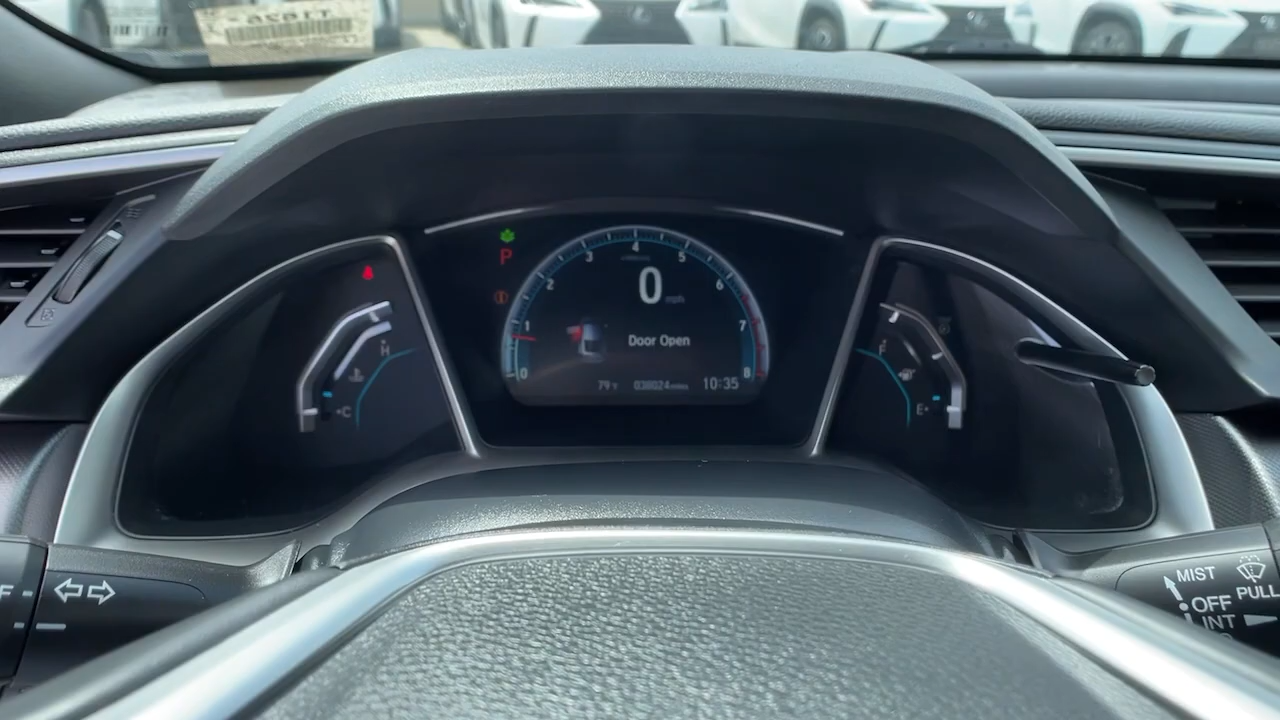 P
0 1 2 3 4 5 6 7 8
0 mph
Door Open
79°F 038024 miles 10:35
H
C
F
E
MIST
PULL
OFF
INT